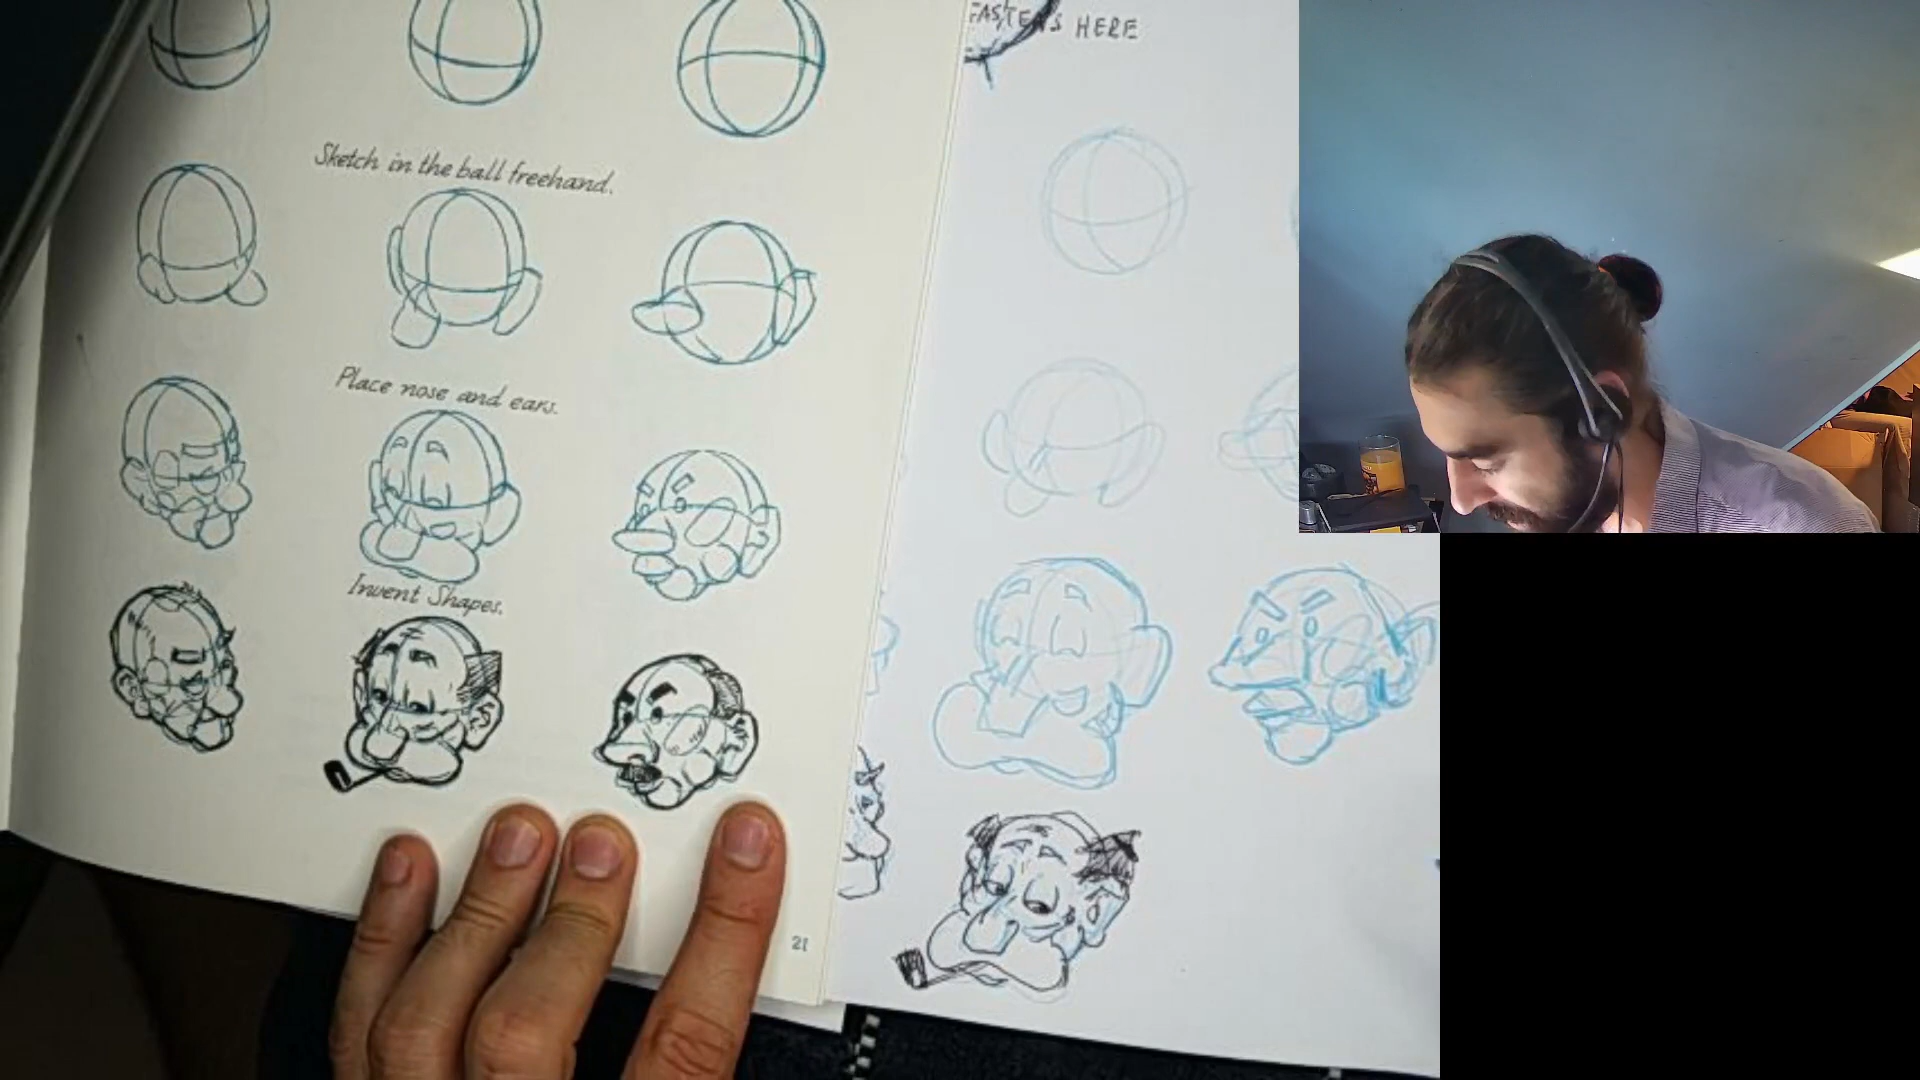 HERE
Sketch in the ball freehand.
Place nose and ears.
Invent Shapes.
21